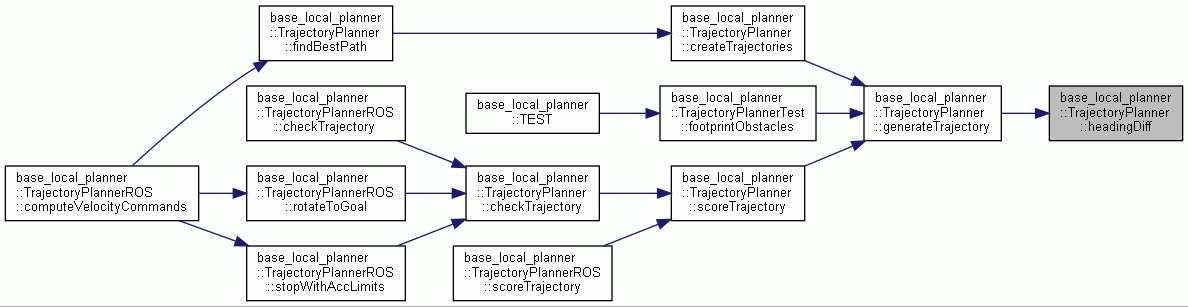 base_local_planner
::TrajectoryPlanner
::findBestPath
base_local_planner
::TrajectoryPlanner
::createTrajectories
base_local_planner
::TrajectoryPlannerROS
::checkTrajectory
base_local_planner
::TEST
base_local_planner
::TrajectoryPlannerTest
::footprintObstacles
base_local_planner
::TrajectoryPlanner
::generateTrajectory
base_local_planner
::TrajectoryPlanner
::headingDiff
base_local_planner
::TrajectoryPlannerROS
::computeVelocityCommands
base_local_planner
::TrajectoryPlannerROS
::rotateToGoal
base_local_planner
::TrajectoryPlanner
::checkTrajectory
base_local_planner
::TrajectoryPlanner
::scoreTrajectory
base_local_planner
::TrajectoryPlannerROS
::stopWithAccLimits
base_local_planner
::TrajectoryPlannerROS
::scoreTrajectory